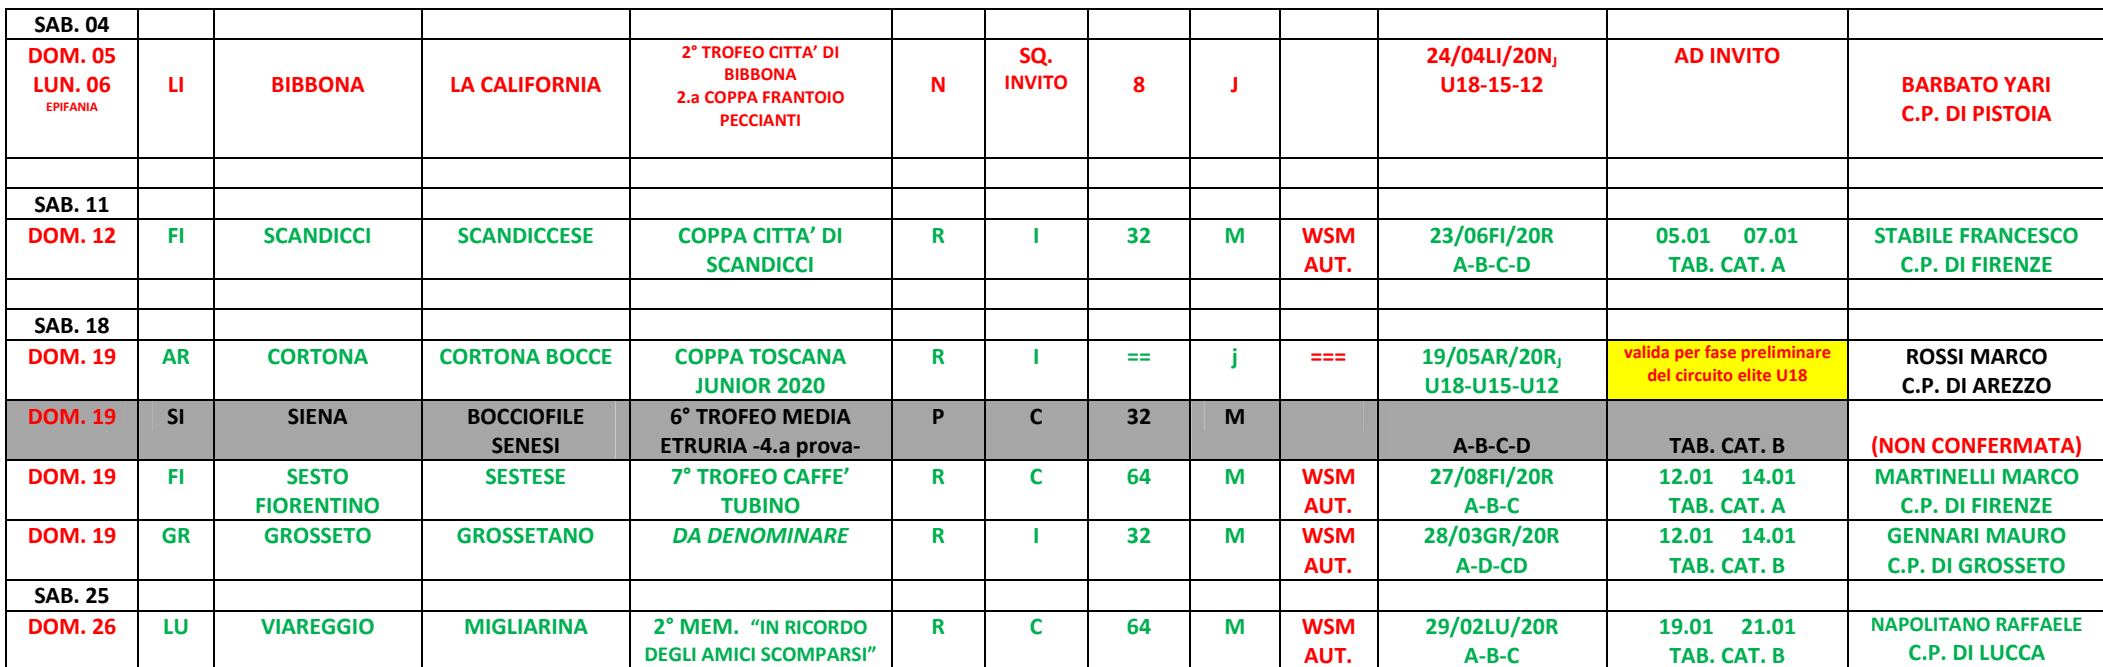 SAB. 04
DOM. 05
LUN. 06
EPIFANIA
LI
BIBBONA
LA CALIFORNIA
2° TROFEO CITTA’ DI
BIBBONA
2.a COPPA FRANTOIO
PECCIANTI
N
SQ.
INVITO
8
J
24/04LI/20NJ
U18-15-12
AD INVITO
BARBATO YARI
C.P. DI PISTOIA
SAB. 11
DOM. 12
FI
SCANDICCI
SCANDICCESE
COPPA CITTA’ DI
SCANDICCI
R
I
32
M
WSM
AUT.
23/06FI/20R
A-B-C-D
05.01 07.01
TAB. CAT. A
STABILE FRANCESCO
C.P. DI FIRENZE
SAB. 18
DOM. 19
AR
CORTONA
CORTONA BOCCE
COPPA TOSCANA
JUNIOR 2020
R
I
==
j
===
19/05AR/20RJ
U18-U15-U12
valida per fase preliminare
del circuito elite U18
ROSSI MARCO
C.P. DI AREZZO
DOM. 19
SI
SIENA
BOCCIOFILE
SENESI
6° TROFEO MEDIA
ETRURIA -4.a prova-
P
C
32
M
A-B-C-D
TAB. CAT. B
(NON CONFERMATA)
DOM. 19
FI
SESTO
FIORENTINO
SESTESE
7° TROFEO CAFFE’
TUBINO
R
C
64
M
WSM
AUT.
27/08FI/20R
A-B-C
12.01 14.01
TAB. CAT. A
MARTINELLI MARCO
C.P. DI FIRENZE
DOM. 19
GR
GROSSETO
GROSSETANO
DA DENOMINARE
R
I
32
M
WSM
AUT.
28/03GR/20R
A-D-CD
12.01 14.01
TAB. CAT. B
GENNARI MAURO
C.P. DI GROSSETO
SAB. 25
DOM. 26
LU
VIAREGGIO
MIGLIARINA
2° MEM. “IN RICORDO
DEGLI AMICI SCOMPARSI”
R
C
64
M
WSM
AUT.
29/02LU/20R
A-B-C
19.01 21.01
TAB. CAT. B
NAPOLITANO RAFFAELE
C.P. DI LUCCA